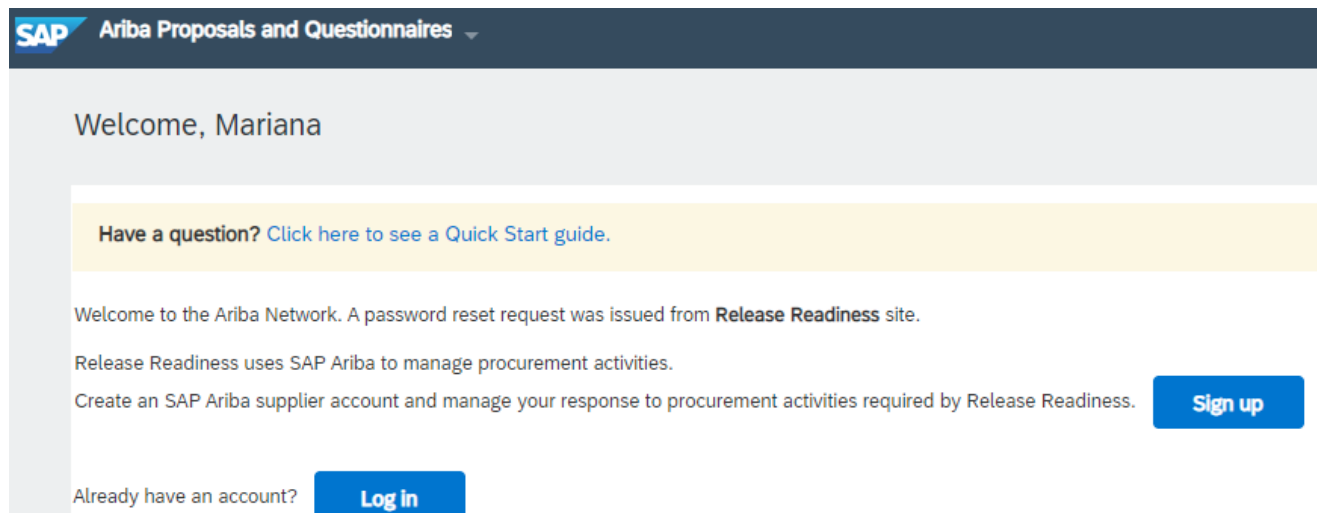 SAP Ariba Proposals and Questionnaires
Welcome, Mariana
Have a question? Click here to see a Quick Start guide.
Welcome to the Ariba Network. A password reset request was issued from Release Readiness site.
Release Readiness uses SAP Ariba to manage procurement activities.
Create an SAP Ariba supplier account and manage your response to procurement activities required by Release Readiness. Sign up
Already have an account? Log in